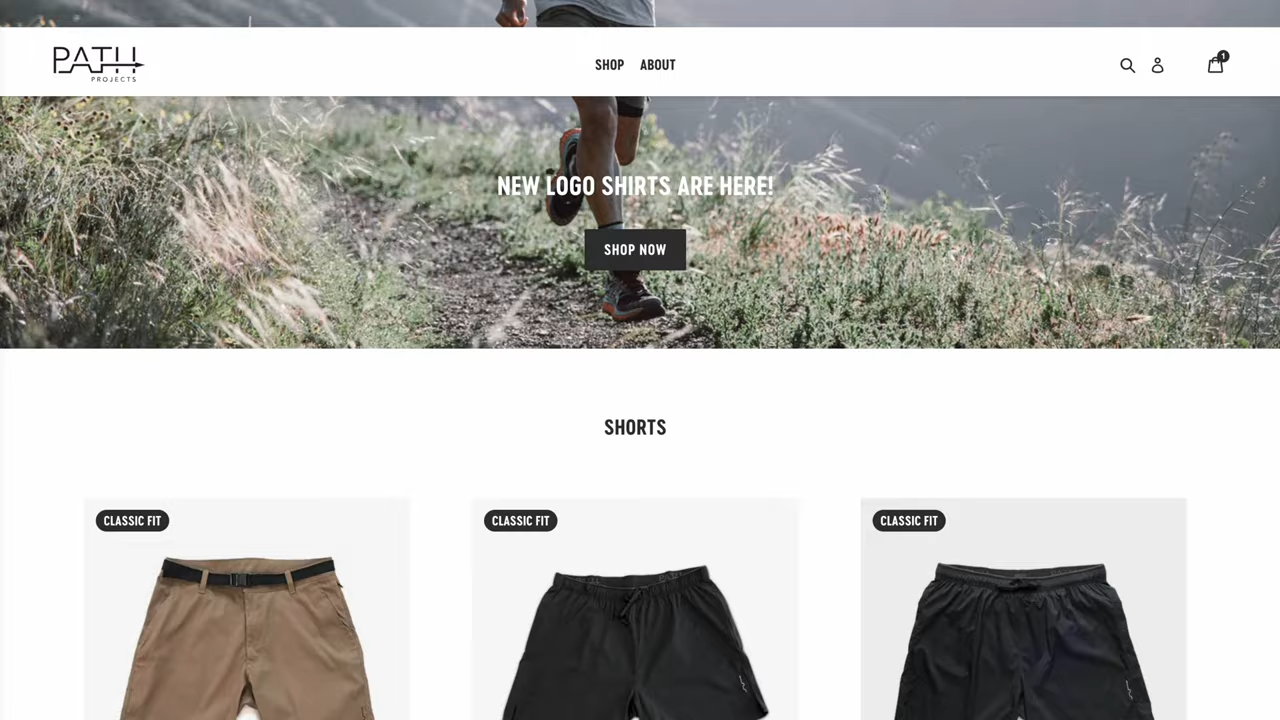 PATH
PROJECTS
SHOP ABOUT
1
NEW LOGO SHIRTS ARE HERE!
SHOP NOW
SHORTS
CLASSIC FIT CLASSIC FIT CLASSIC FIT